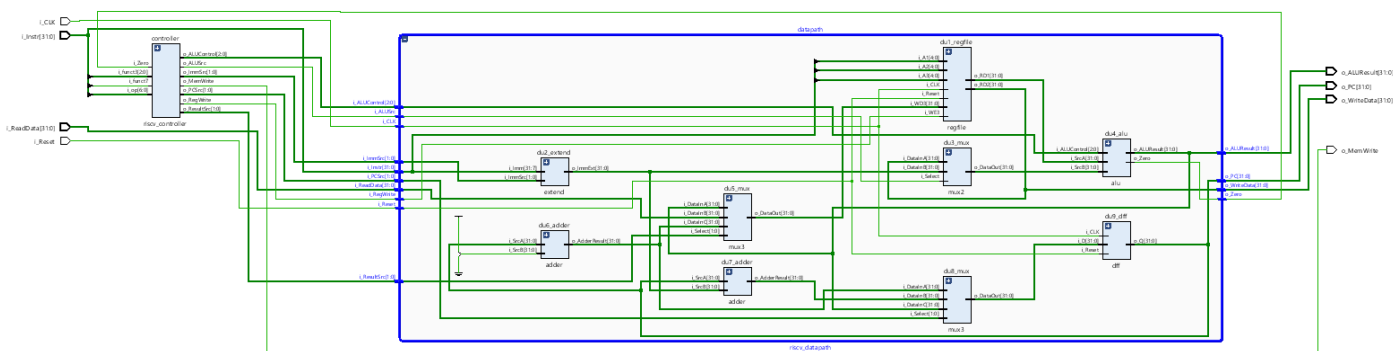 i_CLK
i_Instr[31:0]
i_ReadData[31:0]
i_Reset
controller
i_Zero
i_funct3[2:0]
i_funct7
i_op[6:0]
o_ALUControl[2:0]
o_ALUSrc
o_ImmSrc[1:0]
o_MemWrite
o_PCSrc[1:0]
o_RegWrite
o_ResultSrc[1:0]
riscv_controller
datapath
i_ALUControl[2:0]
i_ALUSrc
i_CLK
i_ImmSrc[1:0]
i_Instr[31:0]
i_PCSrc[1:0]
i_ReadData[31:0]
i_RegWrite
i_Reset
i_ResultSrc[1:0]
du2_extend
i_Imm[31:7]
i_ImmSrc[1:0]
o_ImmExt[31:0]
extend
du6_adder
i_SrcA[31:0]
i_SrcB[31:0]
o_AdderResult[31:0]
adder
du5_mux
i_DataInA[31:0]
i_DataInB[31:0]
i_DataInC[31:0]
i_Select[1:0]
o_DataOut[31:0]
mux3
du7_adder
i_SrcA[31:0]
i_SrcB[31:0]
o_AdderResult[31:0]
adder
du1_regfile
i_A1[4:0]
i_A2[4:0]
i_A3[4:0]
i_CLK
i_Reset
i_WD3[31:0]
i_WE3
o_RD1[31:0]
o_RD2[31:0]
regfile
du3_mux
i_DataInA[31:0]
i_DataInB[31:0]
i_Select
o_DataOut[31:0]
mux2
du8_mux
i_DataInA[31:0]
i_DataInB[31:0]
i_DataInC[31:0]
i_Select[1:0]
o_DataOut[31:0]
mux3
du4_alu
i_ALUControl[2:0]
i_SrcA[31:0]
i_SrcB[31:0]
o_ALUResult[31:0]
o_Zero
alu
du9_dff
i_CLK
i_D[31:0]
i_Reset
o_Q[31:0]
dff
o_ALUResult[31:0]
o_PC[31:0]
o_WriteData[31:0]
o_Zero
riscv_datapath
o_ALUResult[31:0]
o_PC[31:0]
o_WriteData[31:0]
o_MemWrite